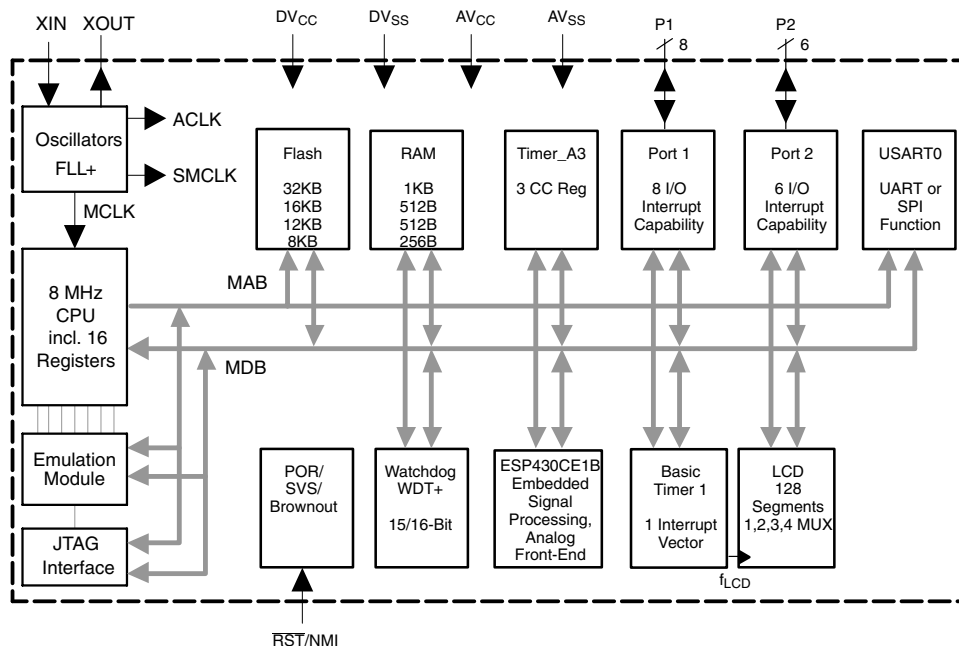 XIN XOUT DVCC DVSS AVCC AVSS P1 P2
8 6
Oscillators
FLL+
ACLK
SMCLK
MCLK
Flash
32KB
16KB
12KB
8KB
RAM
1KB
512B
512B
256B
Timer_A3
3 CC Reg
Port 1
8 I/O
Interrupt
Capability
Port 2
6 I/O
Interrupt
Capability
USART0
UART or
SPI
Function
8 MHz
CPU
incl. 16
Registers
MAB
MDB
Emulation
Module
JTAG
Interface
POR/
SVS/
Brownout
Watchdog
WDT+
15/16-Bit
ESP430CE1B
Embedded
Signal
Processing,
Analog
Front-End
Basic
Timer 1
1 Interrupt
Vector
LCD
128
Segments
1,2,3,4 MUX
fLCD
RST/NMI